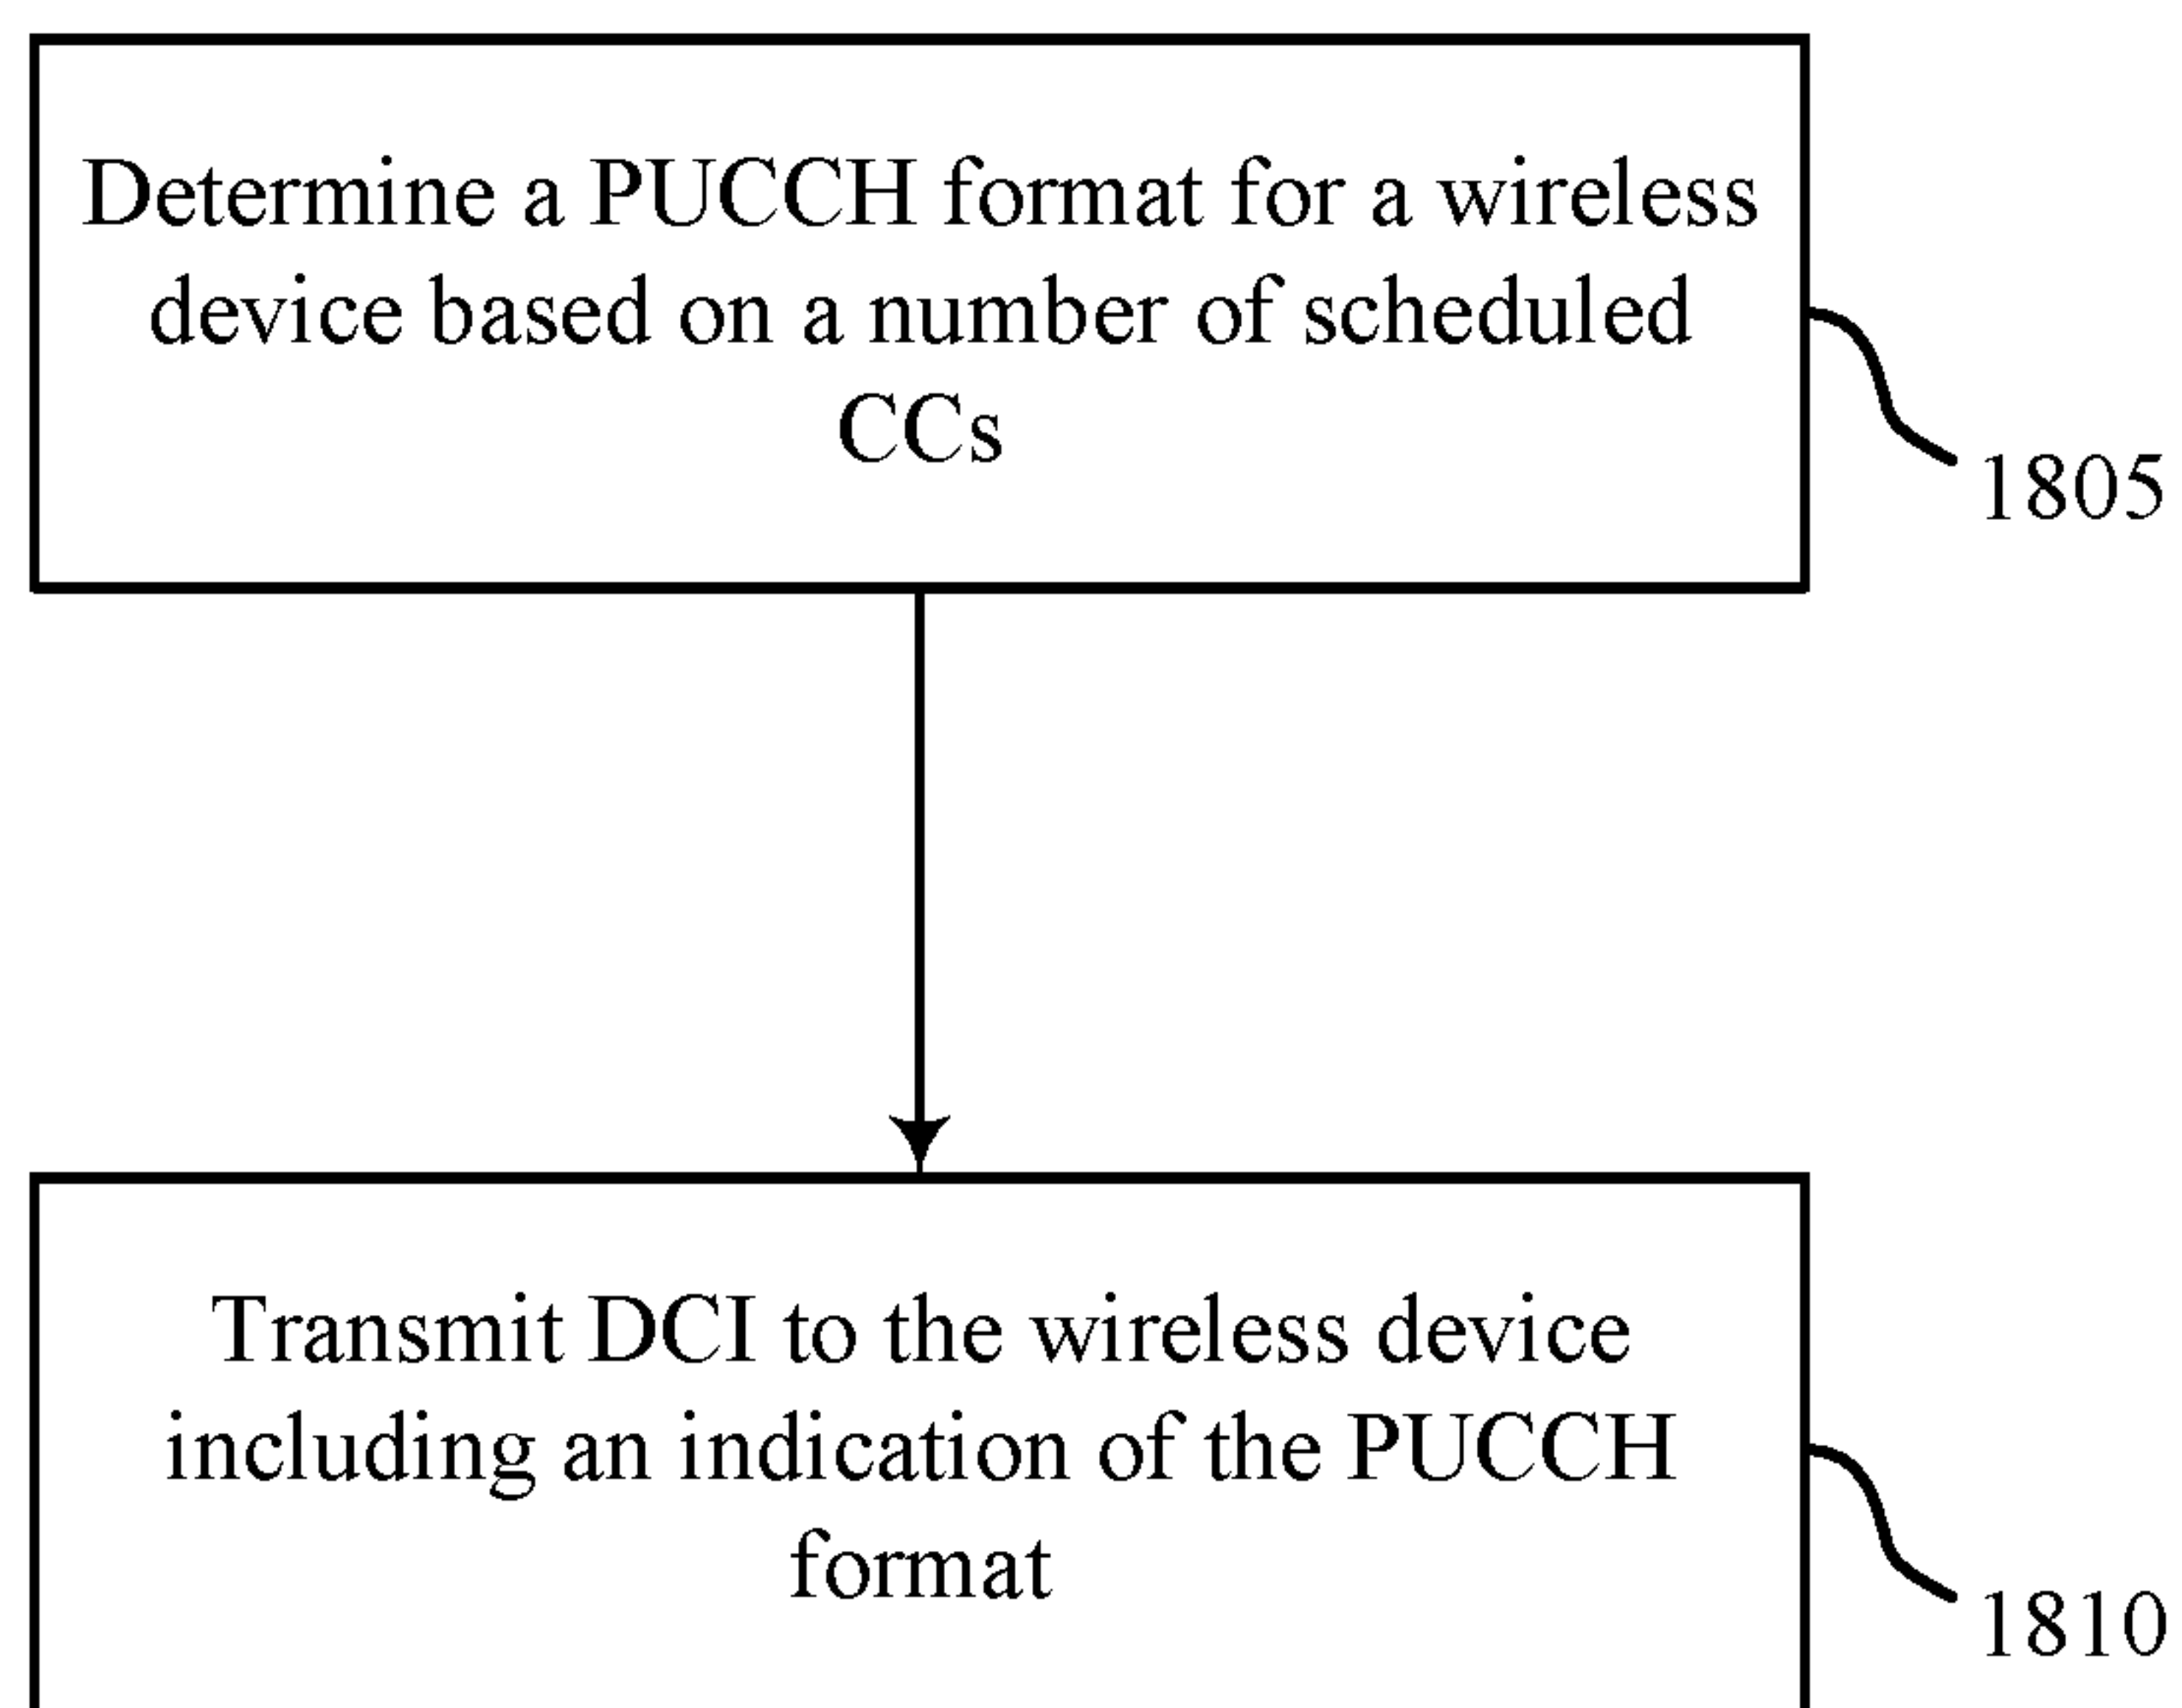 Determine a PUCCH format for a wireless
device based on a number of scheduled
CCs
1805
Transmit DCI to the wireless device
including an indication of the PUCCH
format
1810